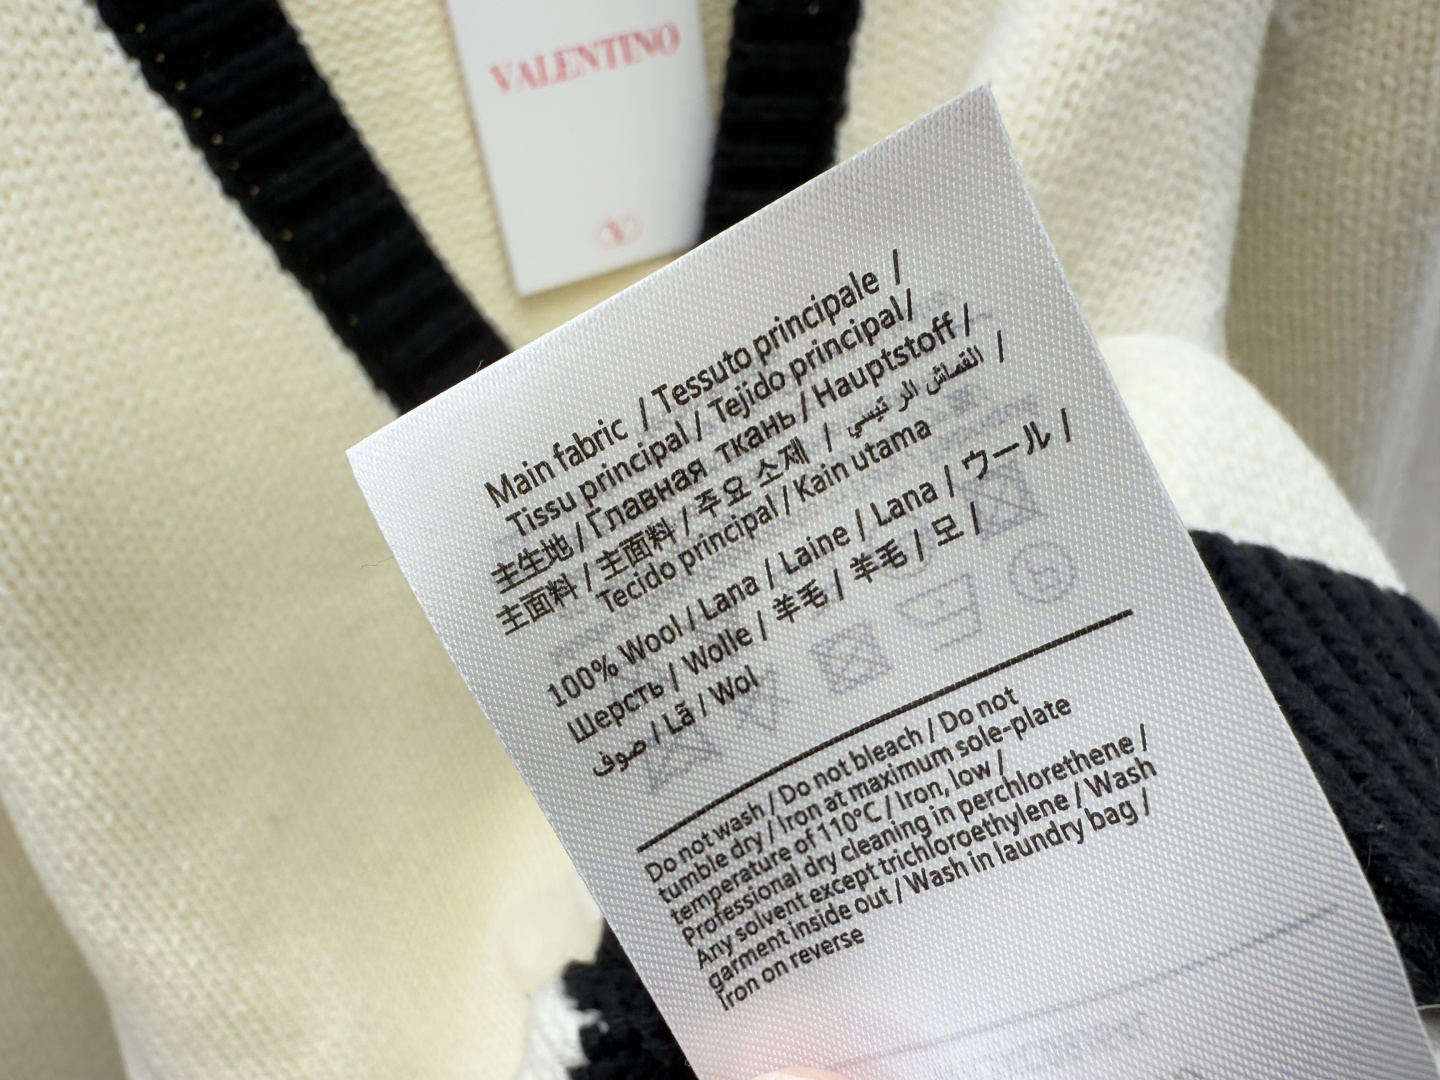 VALENTINO
Main fabric / Tessuto principale /
Tissu principal / Tejido principal/
主生地 / Главная ткань / Hauptstoff /
主面料 / 主面料 / 주요 소제 / القماش الرئيسي /
Tecido principal / Kain utama
100% Wool / Lana / Laine / Lana / ウール /
Шерсть / Wolle / 羊毛 / 羊毛 / 모 /
صوف / Lã / Wol
Do not wash / Do not bleach / Do not
tumble dry / Iron at maximum sole-plate
temperature of 110°C / Iron, low /
Professional dry cleaning in perchlorethene /
Any solvent except trichloroethylene / Wash
garment inside out / Wash in laundry bag /
Iron on reverse